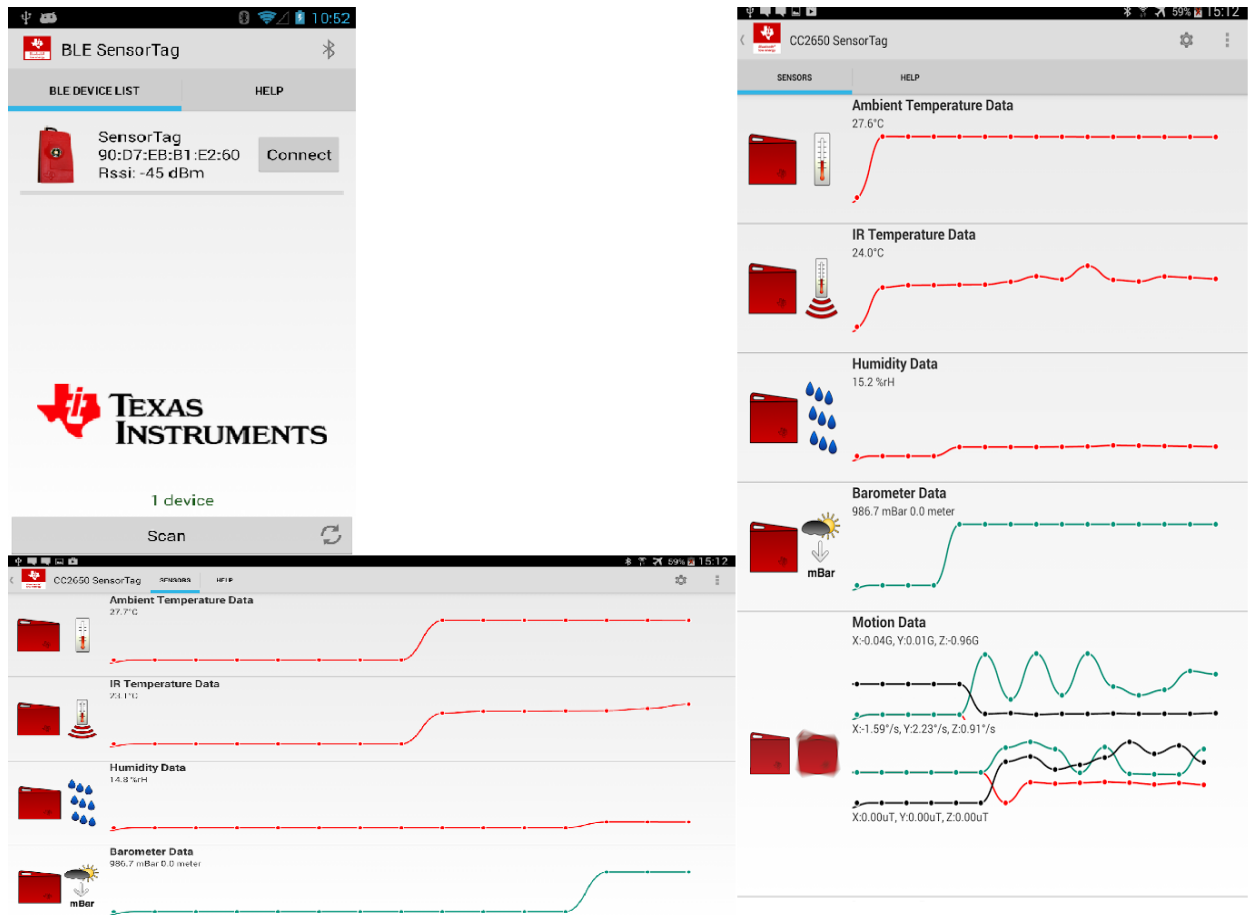 10:52
BLE SensorTag
BLE DEVICE LIST
HELP
SensorTag
90:D7:EB:B1:E2:60
Connect
Rssi: -45 dBm
TEXAS
INSTRUMENTS
1 device
Scan
59% 15:12
CC2650 SensorTag
SENSORS
HELP
Ambient Temperature Data
27.7°C
IR Temperature Data
23.1°C
Humidity Data
14.8 %rH
Barometer Data
986.7 mBar 0.0 meter
mBar
59% 15:12
CC2650 SensorTag
SENSORS
HELP
Ambient Temperature Data
27.6°C
IR Temperature Data
24.0°C
Humidity Data
15.2 %rH
Barometer Data
986.7 mBar 0.0 meter
mBar
Motion Data
X:-0.04G, Y:0.01G, Z:-0.96G
X:-1.59°/s, Y:2.23°/s, Z:0.91°/s
X:0.00uT, Y:0.00uT, Z:0.00uT